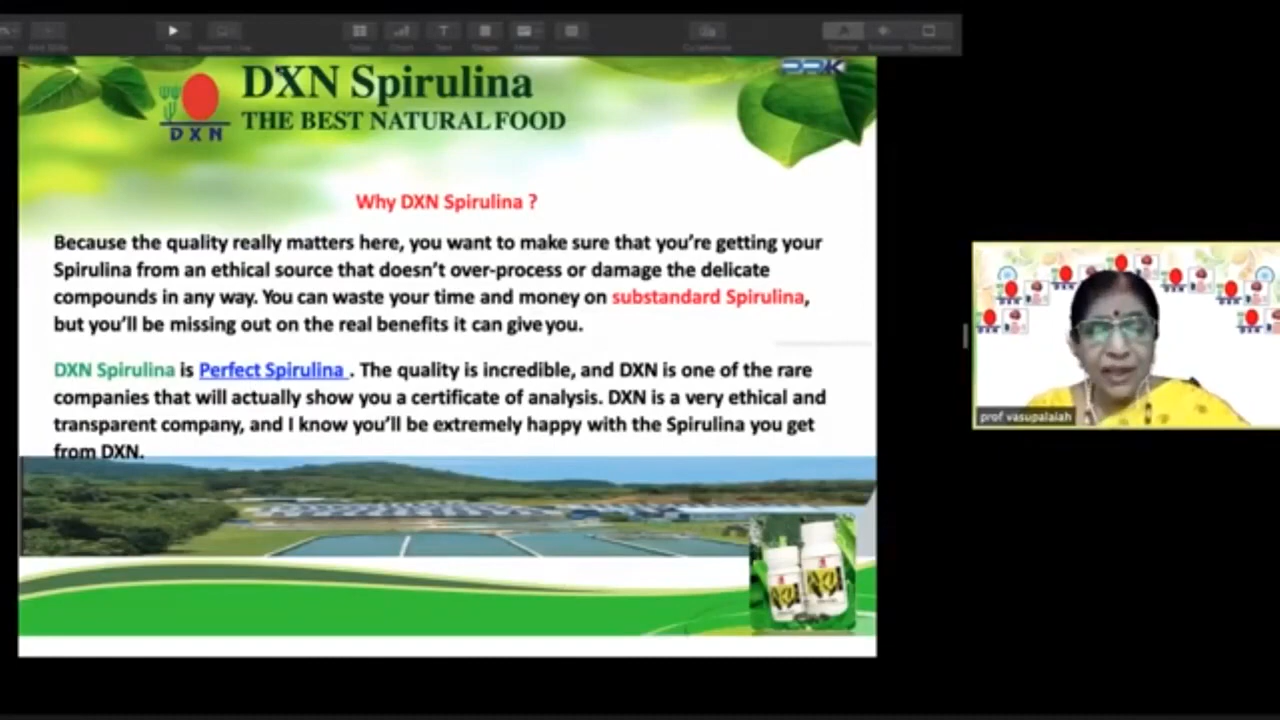 DXN Spirulina
THE BEST NATURAL FOOD
DXN
Why DXN Spirulina ?
Because the quality really matters here, you want to make sure that you're getting your
Spirulina from an ethical source that doesn't over-process or damage the delicate
compounds in any way. You can waste your time and money on substandard Spirulina,
but you'll be missing out on the real benefits it can give you.
DXN Spirulina is Perfect Spirulina . The quality is incredible, and DXN is one of the rare
companies that will actually show you a certificate of analysis. DXN is a very ethical and
transparent company, and I know you'll be extremely happy with the Spirulina you get
from DXN.
prof vasupalaiah